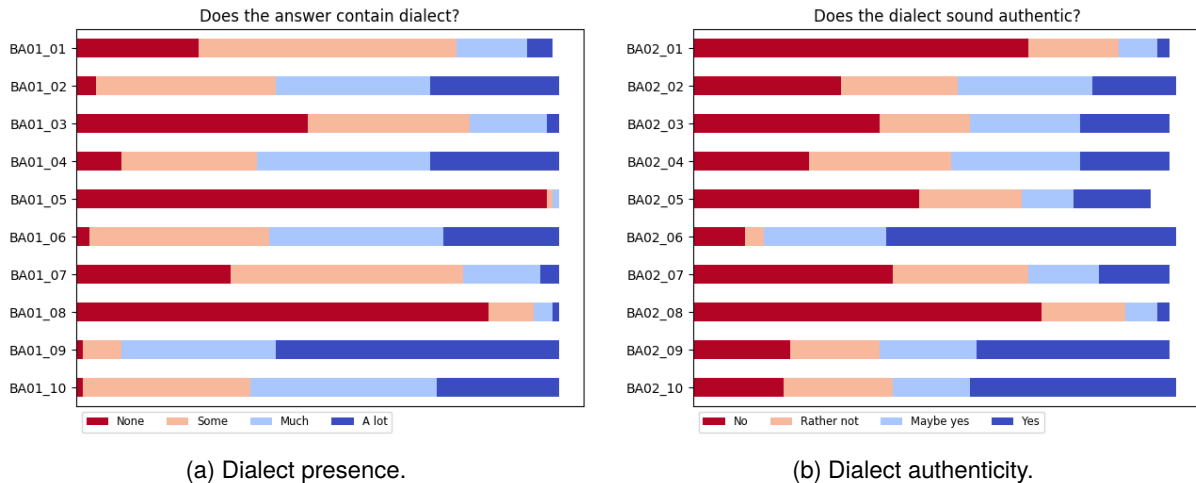 Does the answer contain dialect?
BA01_01
BA01_02
BA01_03
BA01_04
BA01_05
BA01_06
BA01_07
BA01_08
BA01_09
BA01_10
None Some Much A lot
(a) Dialect presence.
Does the dialect sound authentic?
BA02_01
BA02_02
BA02_03
BA02_04
BA02_05
BA02_06
BA02_07
BA02_08
BA02_09
BA02_10
No Rather not Maybe yes Yes
(b) Dialect authenticity.